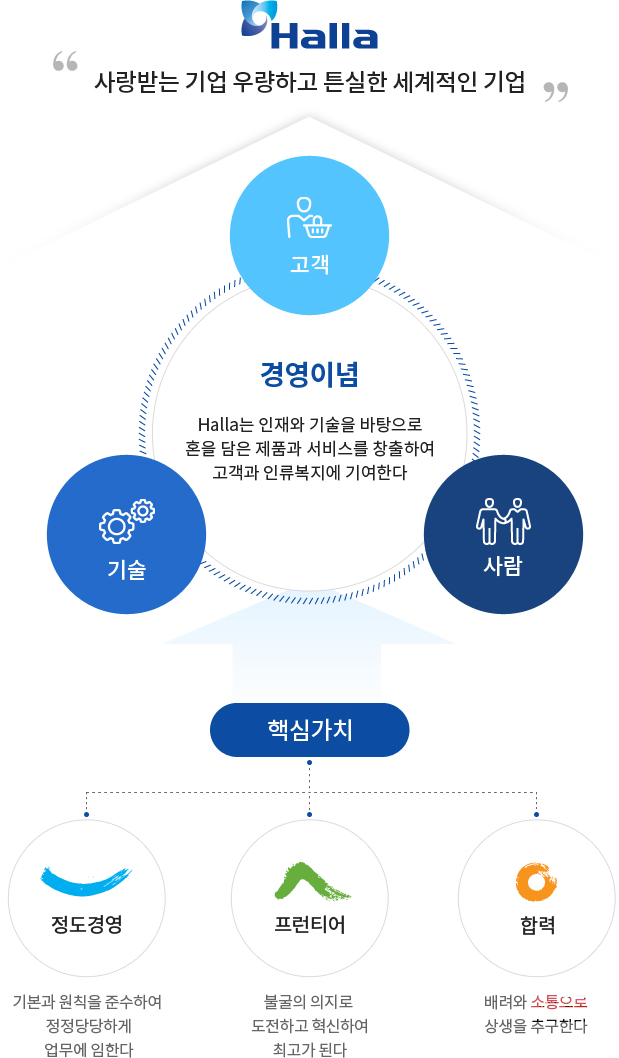 Halla
“ 사랑받는 기업 우량하고 튼실한 세계적인 기업 ”
고객
경영이념
Halla는 인재와 기술을 바탕으로
혼을 담은 제품과 서비스를 창출하여
고객과 인류복지에 기여한다
기술
사람
핵심가치
정도경영
프런티어
합력
기본과 원칙을 준수하여
정정당당하게
업무에 임한다
불굴의 의지로
도전하고 혁신하여
최고가 된다
배려와 소통으로
상생을 추구한다